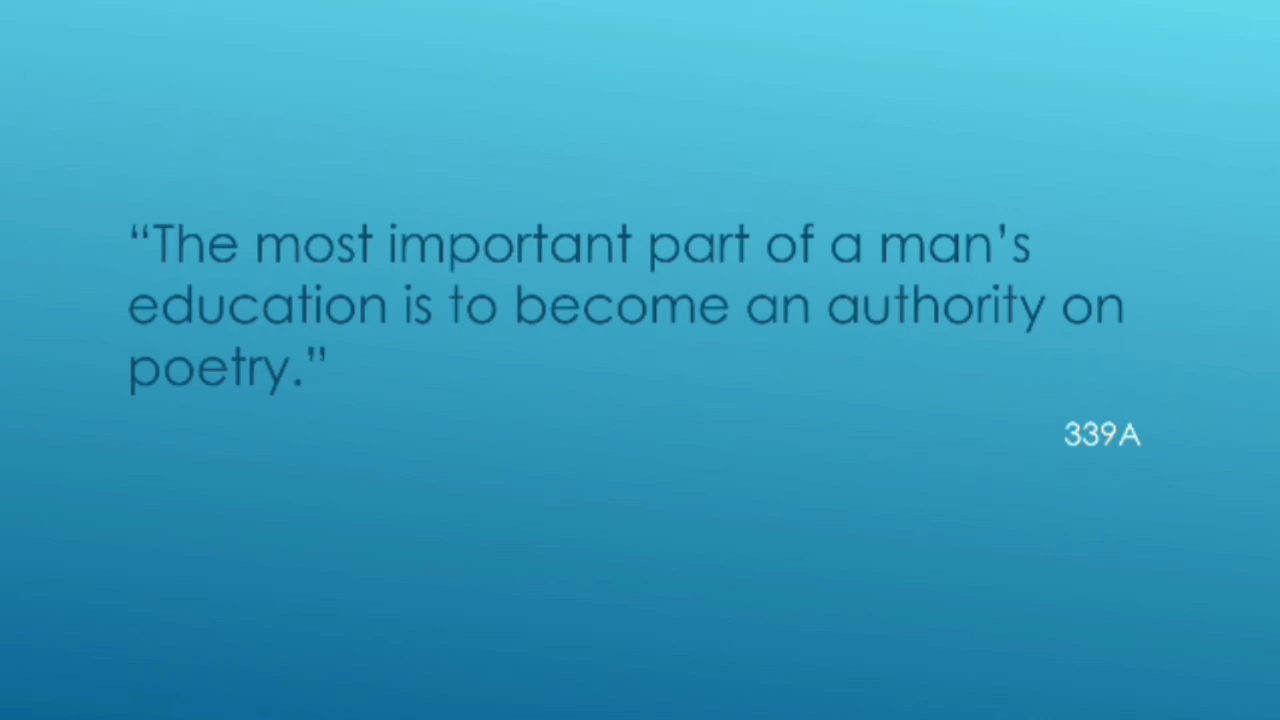 “The most important part of a man’s
education is to become an authority on
poetry.”
339A